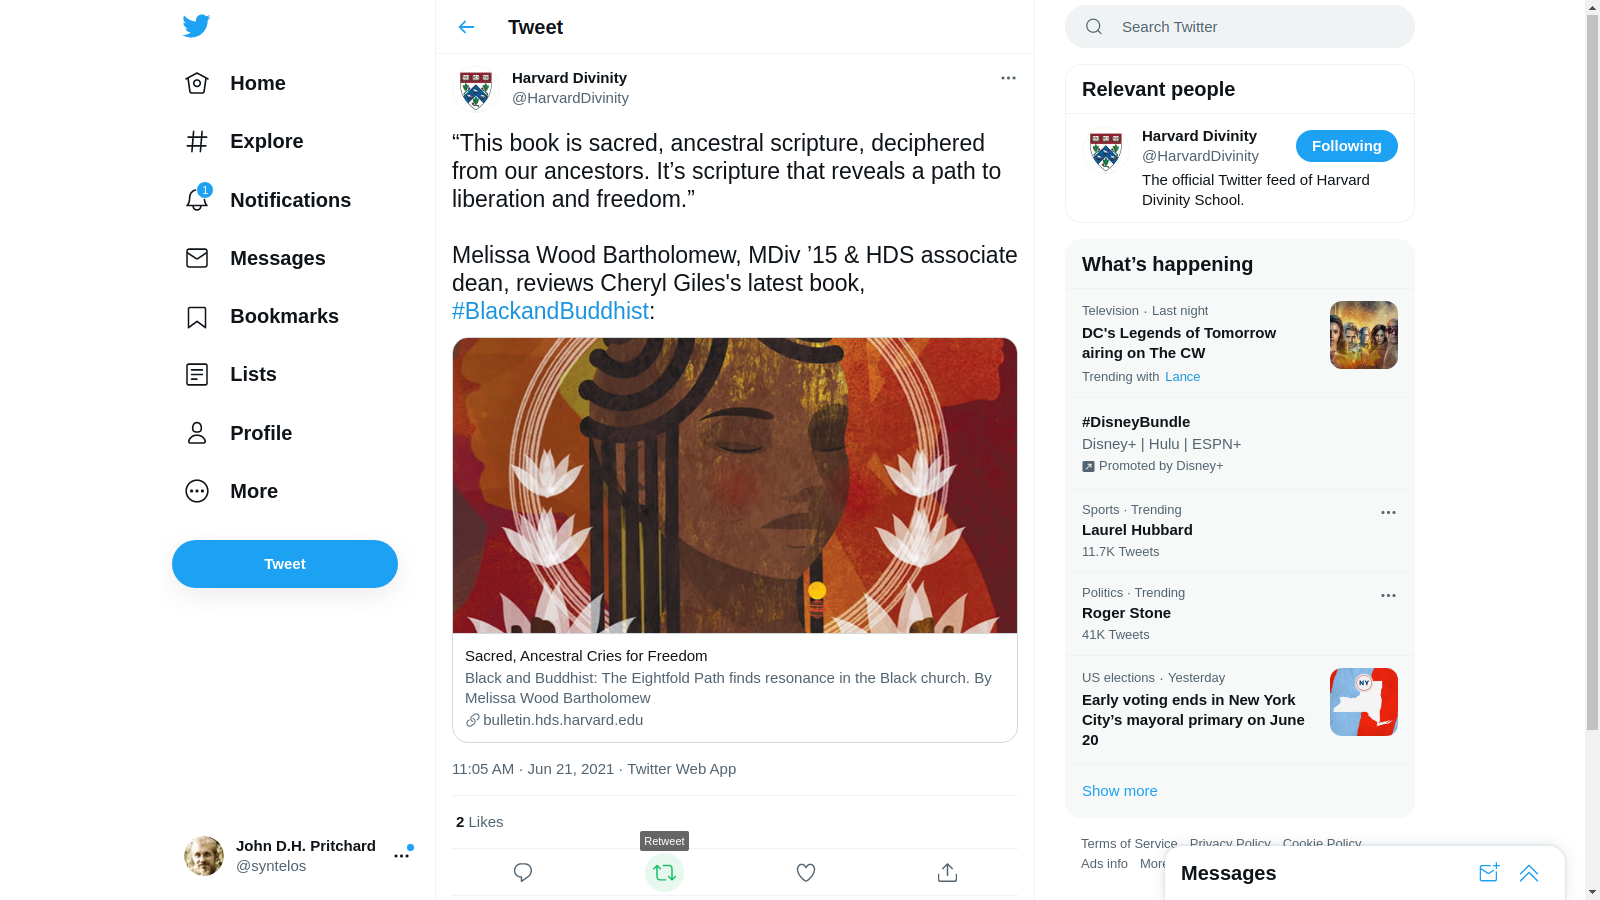 Home
Explore
1
Notifications
Messages
Bookmarks
Lists
Profile
More
Tweet
John D.H. Pritchard
@syntelos
Tweet
Harvard Divinity
@HarvardDivinity
“This book is sacred, ancestral scripture, deciphered
from our ancestors. It’s scripture that reveals a path to
liberation and freedom.”
Melissa Wood Bartholomew, MDiv ’15 & HDS associate
dean, reviews Cheryl Giles's latest book,
#BlackandBuddhist:
Sacred, Ancestral Cries for Freedom
Black and Buddhist: The Eightfold Path finds resonance in the Black church. By
Melissa Wood Bartholomew
bulletin.hds.harvard.edu
11:05 AM · Jun 21, 2021 · Twitter Web App
2 Likes
Retweet
Search Twitter
Relevant people
Harvard Divinity
@HarvardDivinity
Following
The official Twitter feed of Harvard
Divinity School.
What’s happening
Television · Last night
DC's Legends of Tomorrow
airing on The CW
Trending with Lance
#DisneyBundle
Disney+ | Hulu | ESPN+
Promoted by Disney+
Sports · Trending
Laurel Hubbard
11.7K Tweets
Politics · Trending
Roger Stone
41K Tweets
US elections · Yesterday
Early voting ends in New York
City’s mayoral primary on June
20
NY
Show more
Terms of Service Privacy Policy Cookie Policy
Ads info More
Messages